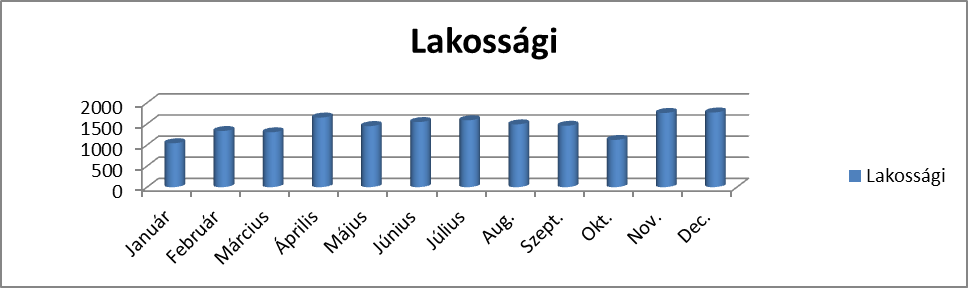 Lakossági
2000
1500
1000
500
0
Január
Február
Március
Április
Május
Június
Július
Aug.
Szept.
Okt.
Nov.
Dec.
Lakossági